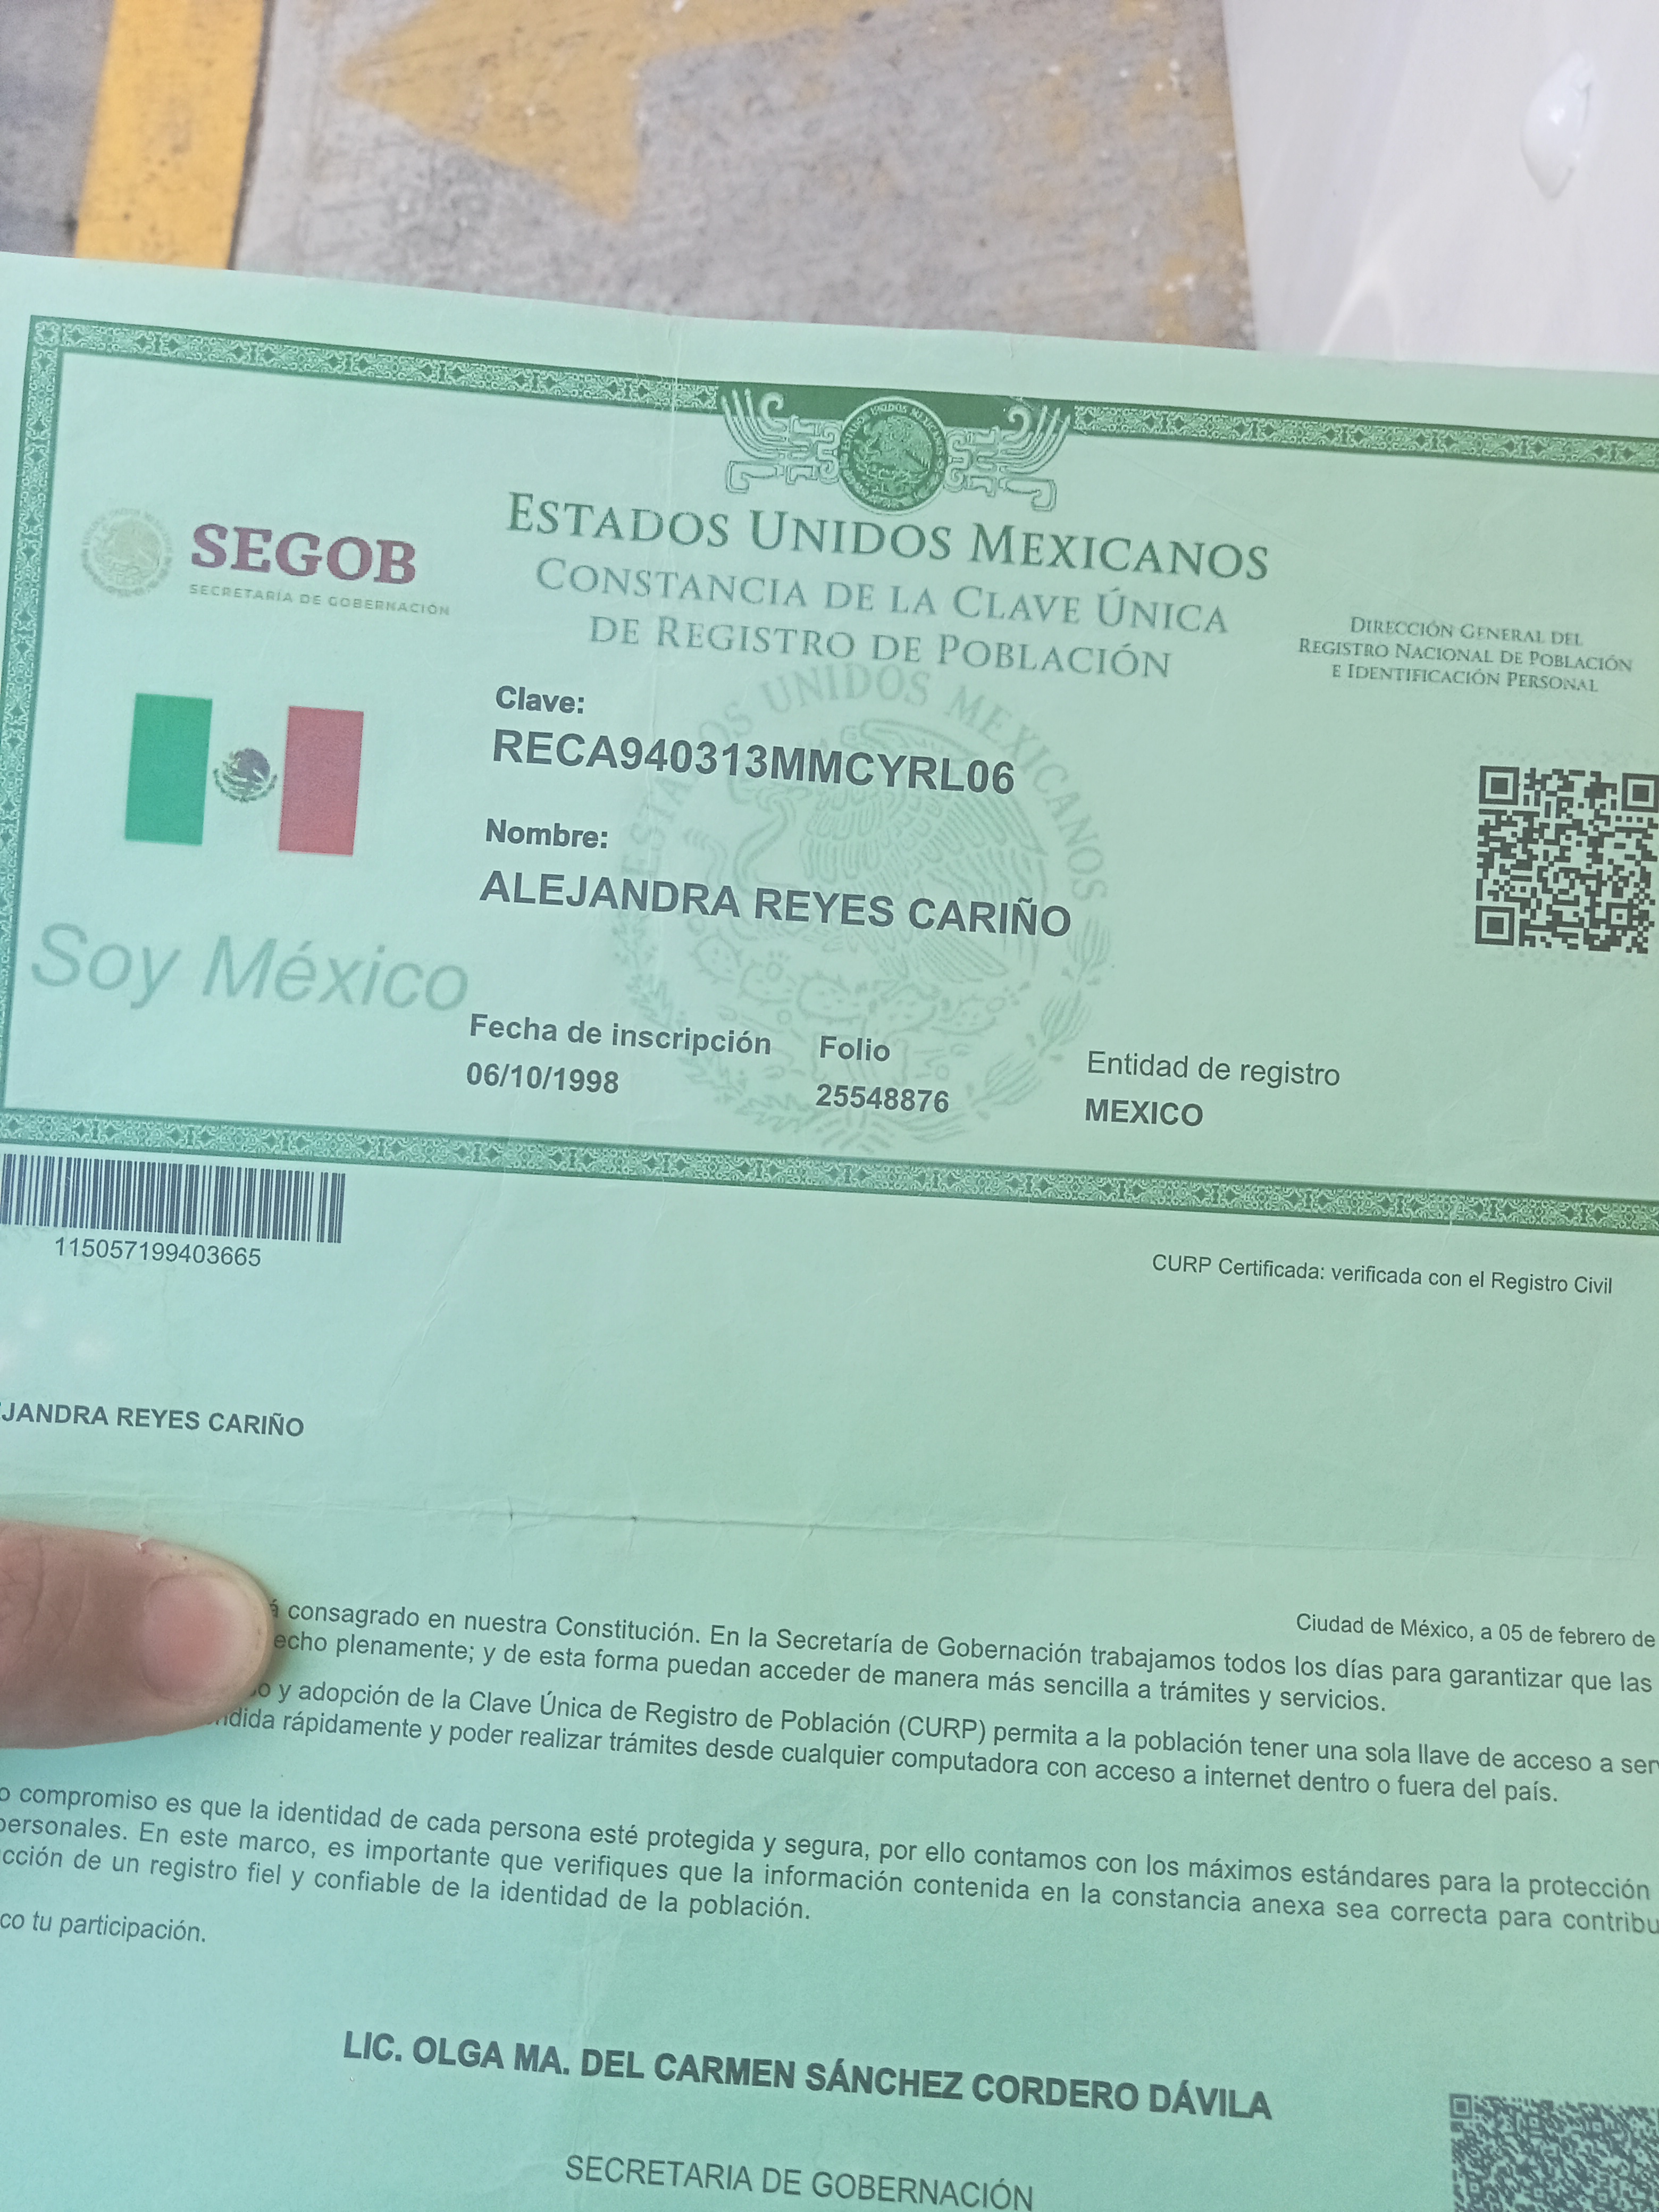 ESTADOS UNIDOS MEXICANOS
CONSTANCIA DE LA CLAVE ÚNICA
DE REGISTRO DE POBLACIÓN
SEGOB
SECRETARÍA DE GOBERNACIÓN
DIRECCIÓN GENERAL DEL
REGISTRO NACIONAL DE POBLACIÓN
E IDENTIFICACIÓN PERSONAL
ESTADOS UNIDOS MEXICANOS
Clave:
RECA940313MMCYRL06
Nombre:
ALEJANDRA REYES CARIÑO
Soy México
Fecha de inscripción
06/10/1998
Folio
25548876
Entidad de registro
MEXICO
115057199403665
CURP Certificada: verificada con el Registro Civil
JANDRA REYES CARIÑO
Ciudad de México, a 05 de febrero de
consagrado en nuestra Constitución. En la Secretaría de Gobernación trabajamos todos los días para garantizar que las
echo plenamente; y de esta forma puedan acceder de manera más sencilla a trámites y servicios.
o y adopción de la Clave Única de Registro de Población (CURP) permita a la población tener una sola llave de acceso a ser
ndida rápidamente y poder realizar trámites desde cualquier computadora con acceso a internet dentro o fuera del país.
o compromiso es que la identidad de cada persona esté protegida y segura, por ello contamos con los máximos estándares para la protección
personales. En este marco, es importante que verifiques que la información contenida en la constancia anexa sea correcta para contribu
cción de un registro fiel y confiable de la identidad de la población.
co tu participación.
LIC. OLGA MA. DEL CARMEN SÁNCHEZ CORDERO DÁVILA
SECRETARIA DE GOBERNACIÓN